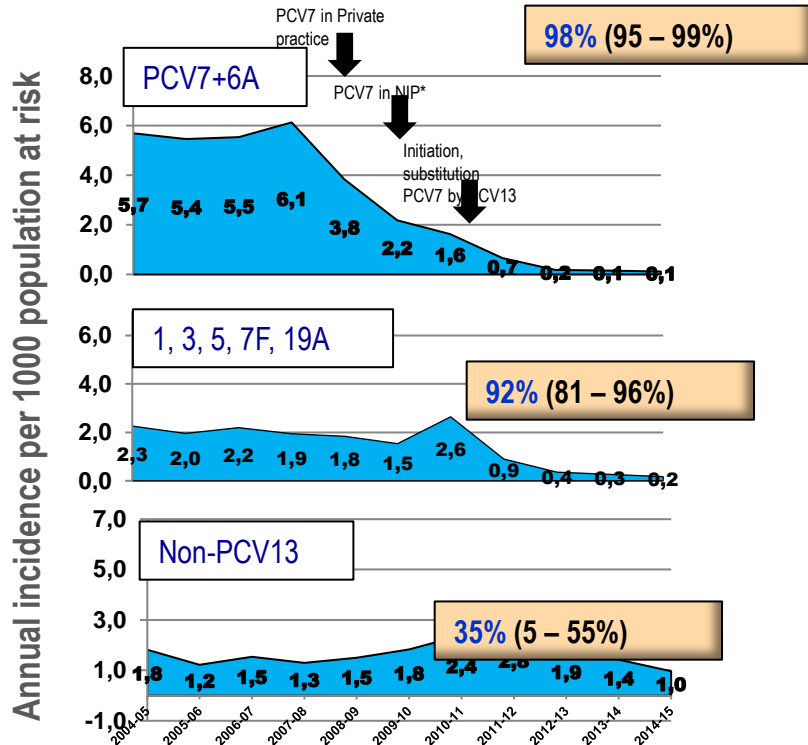 Annual incidence per 1000 population at risk
PCV7 in Private
practice
98% (95 – 99%)
8,0
6,0
4,0
2,0
0,0
PCV7+6A
PCV7 in NIP*
Initiation,
substitution
PCV7 by PCV13
5,7 5,4 5,5 6,1 3,8 2,2 1,6 0,7 0,2 0,1 0,1
6,0
4,0
2,0
0,0
1, 3, 5, 7F, 19A
92% (81 – 96%)
2,3 2,0 2,2 1,9 1,8 1,5 2,6 0,9 0,4 0,3 0,2
7,0
5,0
3,0
1,0
-1,0
Non-PCV13
35% (5 – 55%)
1,8 1,2 1,5 1,3 1,5 1,8 2,4 2,8 1,9 1,4 1,0
2004-05 2005-06 2006-07 2007-08 2008-09 2009-10 2010-11 2011-12 2012-13 2013-14 2014-15